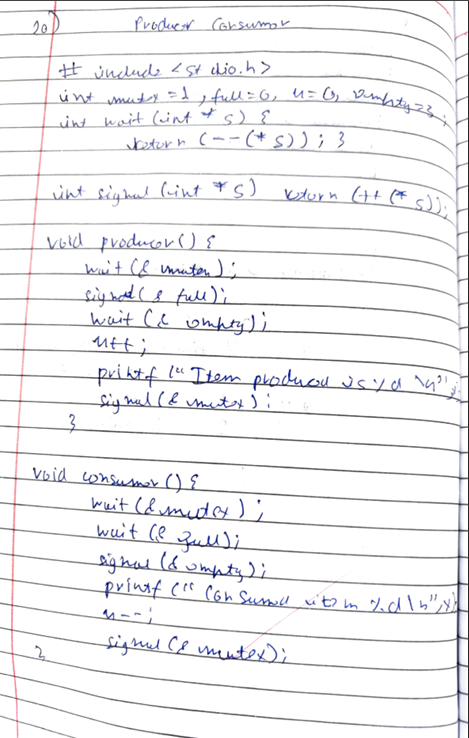 20) Producer Consumer
# include <stdio.h>
int mutex = 1, full = 0, x = 0, empty = 3;
int wait (int * s) {
return (--(* s)); }
int signal (int * s) return (++ (* s));
void producer() {
wait (& mutex);
signal (& full);
wait (& empty);
x++;
printf (" Item produced is %d \n",x
signal (& mutex);
}
void consumer() {
wait (& mutex);
wait (& full);
signal (& empty);
printf (" Consumed item %d \n",x)
x--;
signal (& mutex);
}